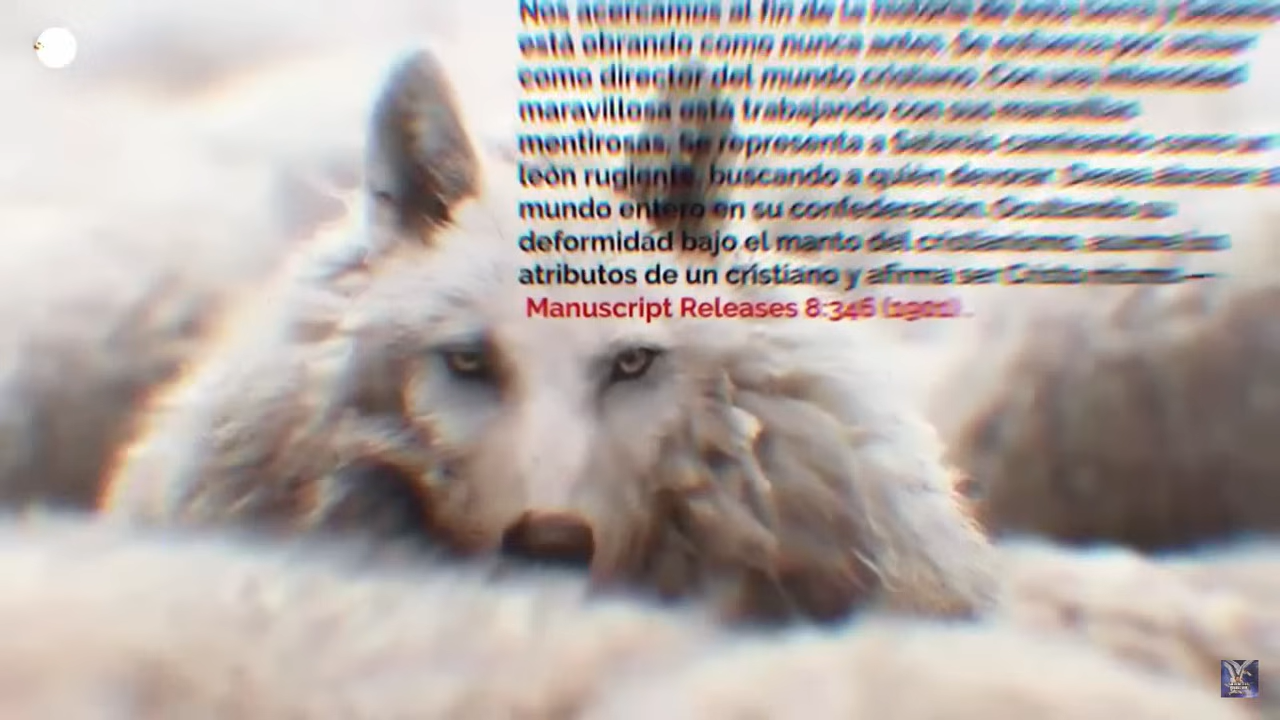 Nos acercamos al fin de la historia de esta tierra y Satanás
está obrando como nunca antes. Se esfuerza por actuar
como director del mundo cristiano. Con una intensidad
maravillosa está trabajando con sus maravillas
mentirosas. Se representa a Satanás caminando como un
león rugiente, buscando a quién devorar. Desea abarcar al
mundo entero en su confederación. Ocultando su
deformidad bajo el manto del cristianismo, asume los
atributos de un cristiano y afirma ser Cristo mismo.—
Manuscript Releases 8:346 (1901).